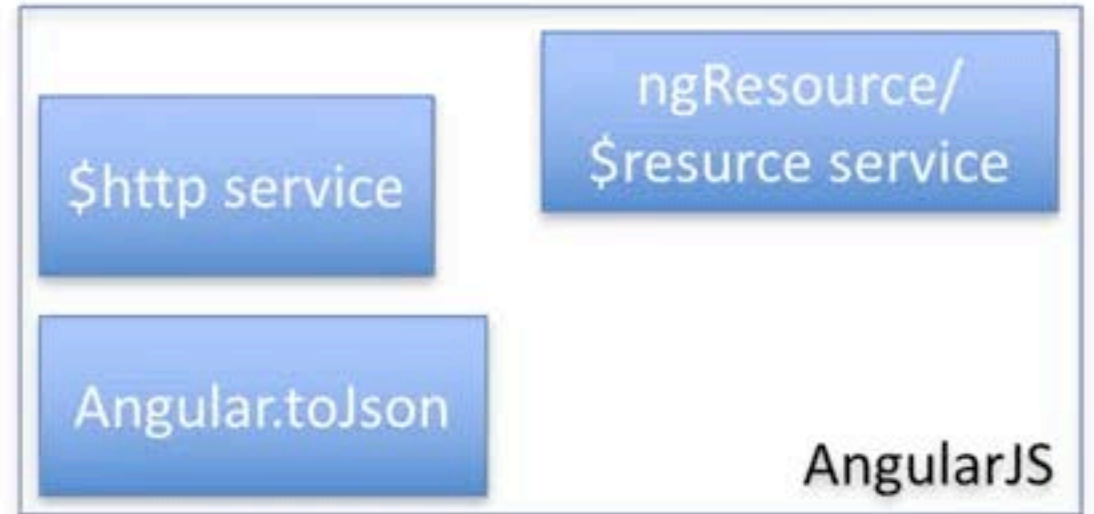 $http service
ngResource/
$resurce service
Angular.toJson
AngularJS